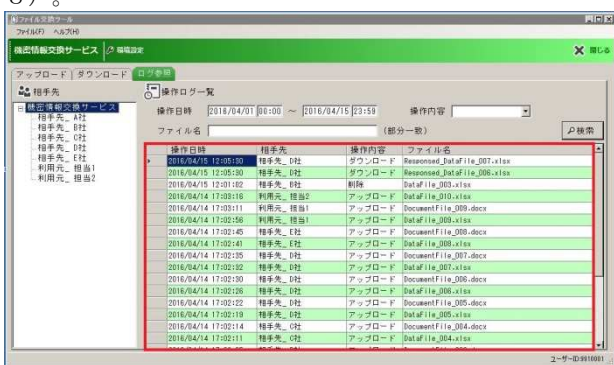 8)。
ファイル交換ツール
ファイル(F) ヘルプ(H)
機密情報交換サービス 環境設定 閉じる
アップロード ダウンロード ログ参照
相手先 操作ログ一覧
機密情報交換サービス
相手先_A社
相手先_B社
相手先_C社
相手先_D社
相手先_E社
利用元_担当1
利用元_担当2
操作日時 2016/04/01 00:00 ~ 2016/04/15 23:59 操作内容
ファイル名 (部分一致) 検索
操作日時 相手先 操作内容 ファイル名
2016/04/15 12:05:30 相手先_D社 ダウンロード Responsed_DataFile_007.xlsx
2016/04/15 12:05:30 相手先_D社 ダウンロード Responsed_DataFile_006.xlsx
2016/04/15 12:01:02 相手先_B社 削除 DataFile_003.xlsx
2016/04/14 17:03:16 利用元_担当2 アップロード DataFile_010.xlsx
2016/04/14 17:03:11 利用元_担当1 アップロード DocumentFile_009.docx
2016/04/14 17:02:56 利用元_担当1 アップロード DataFile_009.xlsx
2016/04/14 17:02:45 相手先_E社 アップロード DocumentFile_008.docx
2016/04/14 17:02:41 相手先_E社 アップロード DataFile_008.xlsx
2016/04/14 17:02:35 相手先_D社 アップロード DocumentFile_007.docx
2016/04/14 17:02:32 相手先_D社 アップロード DataFile_007.xlsx
2016/04/14 17:02:30 相手先_D社 アップロード DocumentFile_006.docx
2016/04/14 17:02:26 相手先_D社 アップロード DataFile_006.xlsx
2016/04/14 17:02:22 相手先_D社 アップロード DocumentFile_005.docx
2016/04/14 17:02:19 相手先_D社 アップロード DataFile_005.xlsx
2016/04/14 17:02:14 相手先_C社 アップロード DocumentFile_004.docx
2016/04/14 17:02:11 相手先_C社 アップロード DataFile_004.xlsx
ユーザーID:9910001